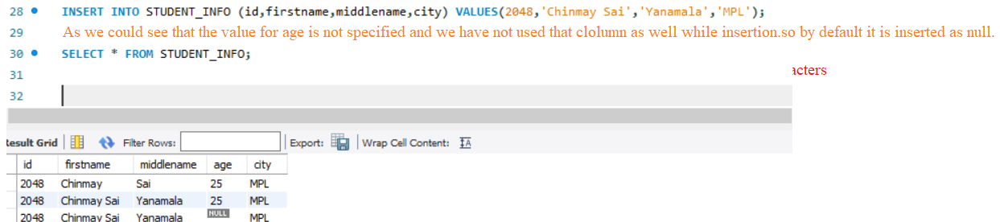 28 INSERT INTO STUDENT_INFO (id,firstname,middlename,city) VALUES(2048,'Chinmay Sai','Yanamala','MPL');
29 As we could see that the value for age is not specified and we have not used that clolumn as well while insertion.so by default it is inserted as null.
30 SELECT * FROM STUDENT_INFO;
acters
31
32
Result Grid Filter Rows: Export: Wrap Cell Content: IA
id firstname middlename age city
2048 Chinmay Sai 25 MPL
2048 Chinmay Sai Yanamala 25 MPL
2048 Chinmay Sai Yanamala NULL MPL